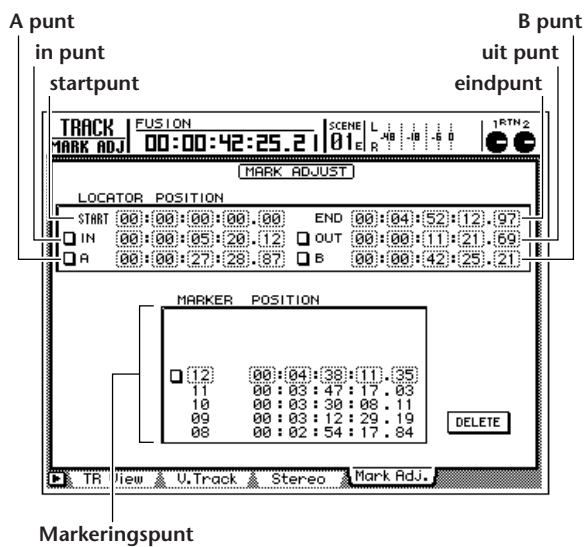 A punt
B punt
in punt
uit punt
startpunt
eindpunt
TRACK
MARK ADJ
FUSION
00:00:42:25.21
SCENE
01E
L
R
-48 -18 -6 0
1RTN2
MARK ADJUST
LOCATOR POSITION
START 00:00:00:00.00 END 00:04:52:12.97
IN 00:00:05:20.12 OUT 00:00:11:21.69
A 00:00:27:28.87 B 00:00:42:25.21
MARKER POSITION
12 00:04:38:11.35
11 00:03:47:17.03
10 00:03:30:08.11
09 00:03:12:29.19
08 00:02:54:17.84
DELETE
TR View V.Track Stereo Mark Adj.
Markeringspunt